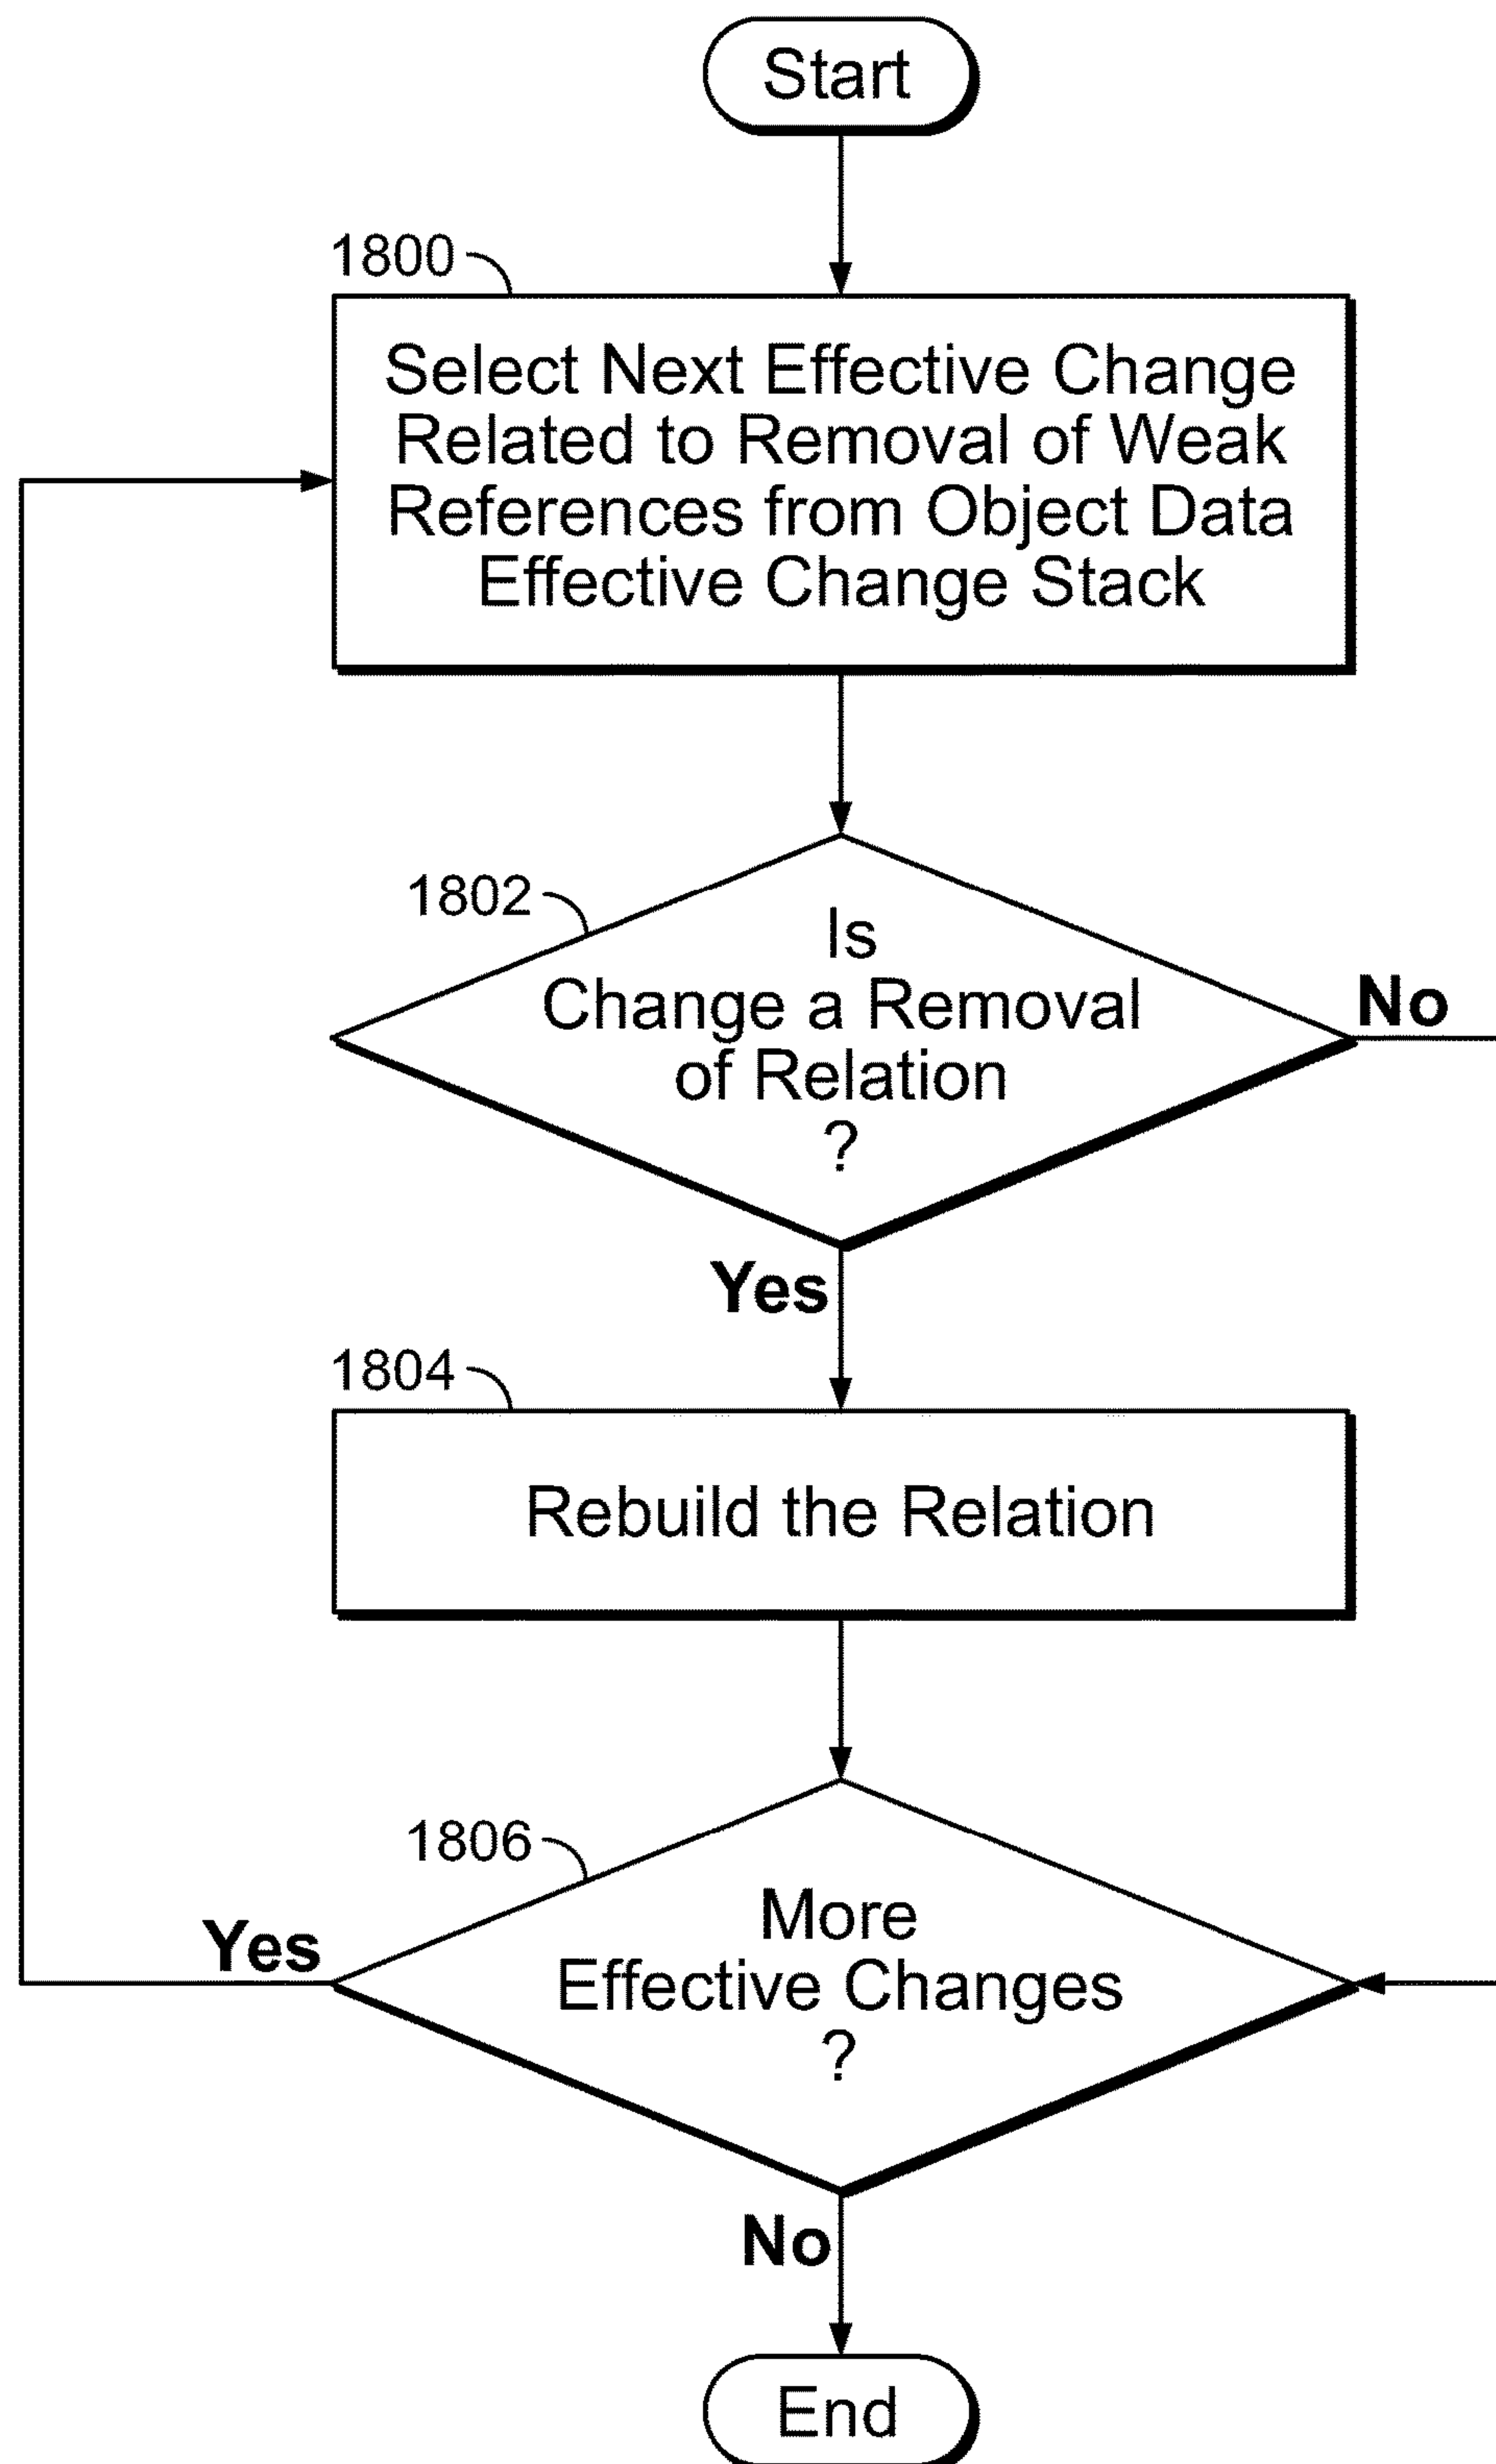 Start
1800
Select Next Effective Change
Related to Removal of Weak
References from Object Data
Effective Change Stack
1802
Is
Change a Removal
of Relation
?
No
Yes
1804
Rebuild the Relation
1806
More
Effective Changes
?
Yes
No
End